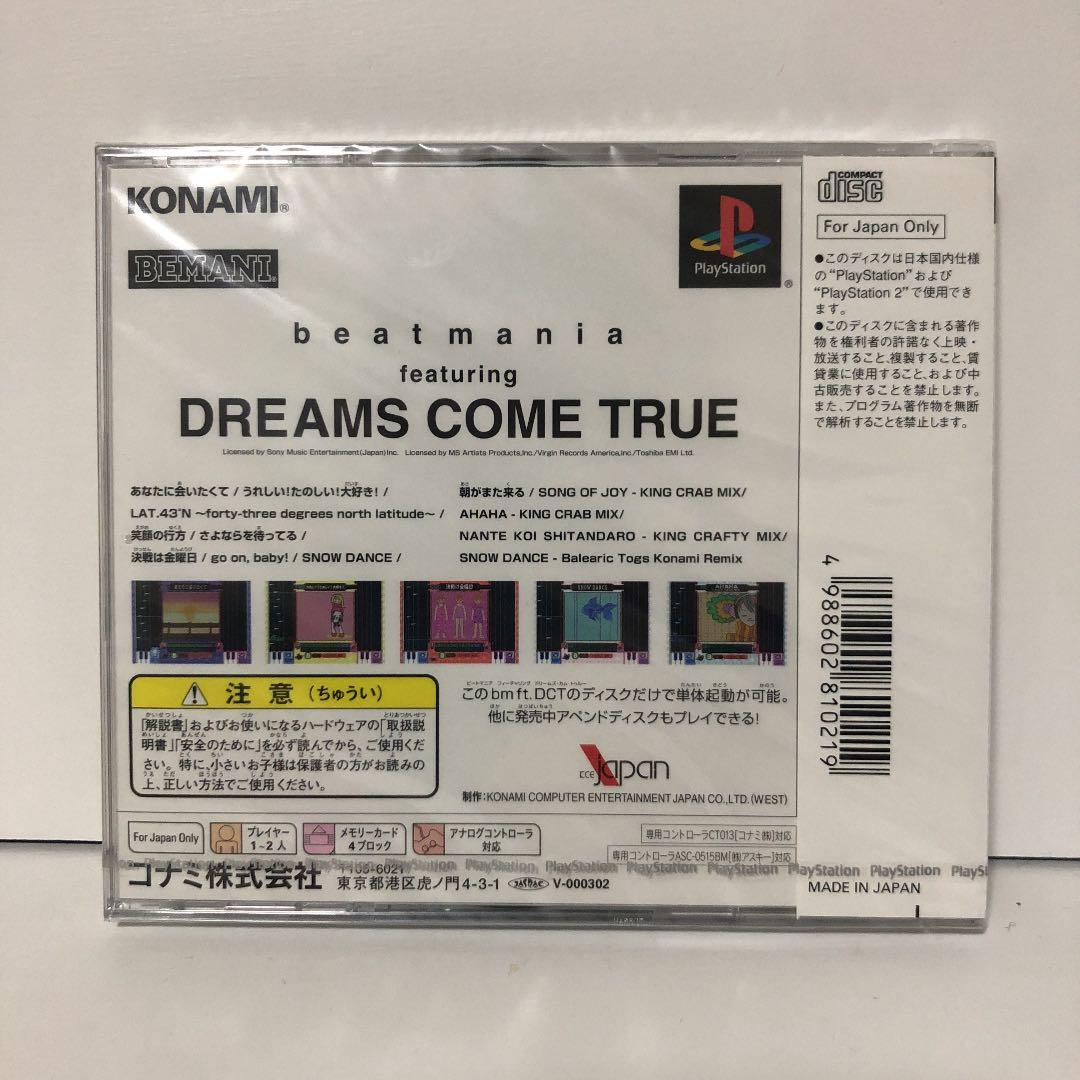 KONAMI®
BEMANI®
PlayStation®
beatmania
featuring
DREAMS COME TRUE
Licensed by Sony Music Entertainment(Japan)Inc. Licensed by MS Artists Products,Inc./Virgin Records America,Inc./Toshiba EMI Ltd.
あなたに会いたくて / うれしい!たのしい!大好き! /
LAT.43°N ～forty-three degrees north latitude～ /
笑顔の行方 / さよならを待ってる /
決戦は金曜日 / go on, baby! / SNOW DANCE /
朝がまた来る / SONG OF JOY - KING CRAB MIX/
AHAHA - KING CRAB MIX/
NANTE KOI SHITANDARO - KING CRAFTY MIX/
SNOW DANCE - Balearic Togs Konami Remix
SNOW DANCE
AHAHA
注意(ちゅうい)
「解説書」およびお使いになるハードウェアの「取扱説
明書」「安全のために」を必ず読んでから、ご使用くだ
さい。特に、小さいお子様は保護者の方がお読みの
上、正しい方法でご使用ください。
このbm ft. DCTのディスクだけで単体起動が可能。
他に発売中アペンドディスクもプレイできる!
KCE Japan
制作:KONAMI COMPUTER ENTERTAINMENT JAPAN CO.,LTD.(WEST)
For Japan Only
プレイヤー
1~2人
メモリーカード
4ブロック
アナログコントローラ
対応
専用コントローラCT013[コナミ㈱]対応
専用コントローラASC-0515BM[㈱アスキー]対応
PlayStation PlayStation PlayStation PlayStation PlayStation PlayStation
コナミ株式会社
〒105-6021
東京都港区虎ノ門4-3-1 JASRAC V-000302
COMPACT
disc
For Japan Only
●このディスクは日本国内仕様
の"PlayStation"および
"PlayStation 2"で使用でき
ます。
●このディスクに含まれる著作
物を権利者の許諾なく上映・
放送すること、複製すること、賃
貸業に使用すること、および中
古販売することを禁止します。
また、プログラム著作物を無断
で解析することを禁止します。
4 988602 810219
MADE IN JAPAN